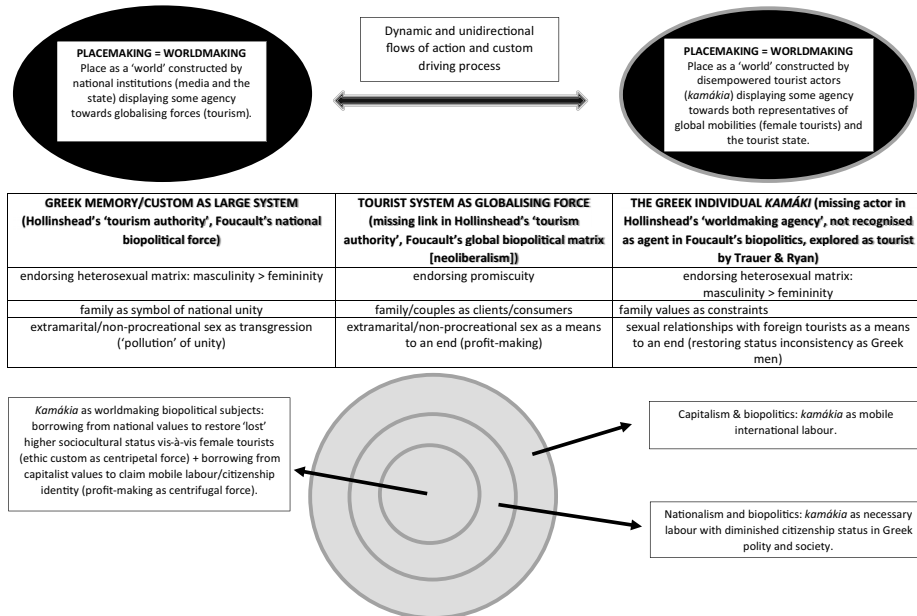 PLACEMAKING = WORLDMAKING
Place as a ‘world’ constructed by
national institutions (media and the
state) displaying some agency
towards globalising forces (tourism).
Dynamic and unidirectional
flows of action and custom
driving process
PLACEMAKING = WORLDMAKING
Place as a ‘world’ constructed by
disempowered tourist actors
(kamákia) displaying some agency
towards both representatives of
global mobilities (female tourists) and
the tourist state.
GREEK MEMORY/CUSTOM AS LARGE SYSTEM
(Hollinshead’s ‘tourism authority’, Foucault’s national
biopolitical force)
TOURIST SYSTEM AS GLOBALISING FORCE
(missing link in Hollinshead’s ‘tourism
authority’, Foucault’s global biopolitical matrix
[neoliberalism])
THE GREEK INDIVIDUAL KAMÁKI (missing actor in
Hollinshead’s ‘worldmaking agency’, not recognised
as agent in Foucault’s biopolitics, explored as tourist
by Trauer & Ryan)
endorsing heterosexual matrix: masculinity > femininity
endorsing promiscuity
endorsing heterosexual matrix:
masculinity > femininity
family as symbol of national unity
family/couples as clients/consumers
family values as constraints
extramarital/non-procreational sex as transgression
(‘pollution’ of unity)
extramarital/non-procreational sex as a means
to an end (profit-making)
sexual relationships with foreign tourists as a means
to an end (restoring status inconsistency as Greek
men)
Kamákia as worldmaking biopolitical subjects:
borrowing from national values to restore ‘lost’
higher sociocultural status vis-à-vis female tourists
(ethic custom as centripetal force) + borrowing from
capitalist values to claim mobile labour/citizenship
identity (profit-making as centrifugal force).
Capitalism & biopolitics: kamákia as mobile
international labour.
Nationalism and biopolitics: kamákia as necessary
labour with diminished citizenship status in Greek
polity and society.